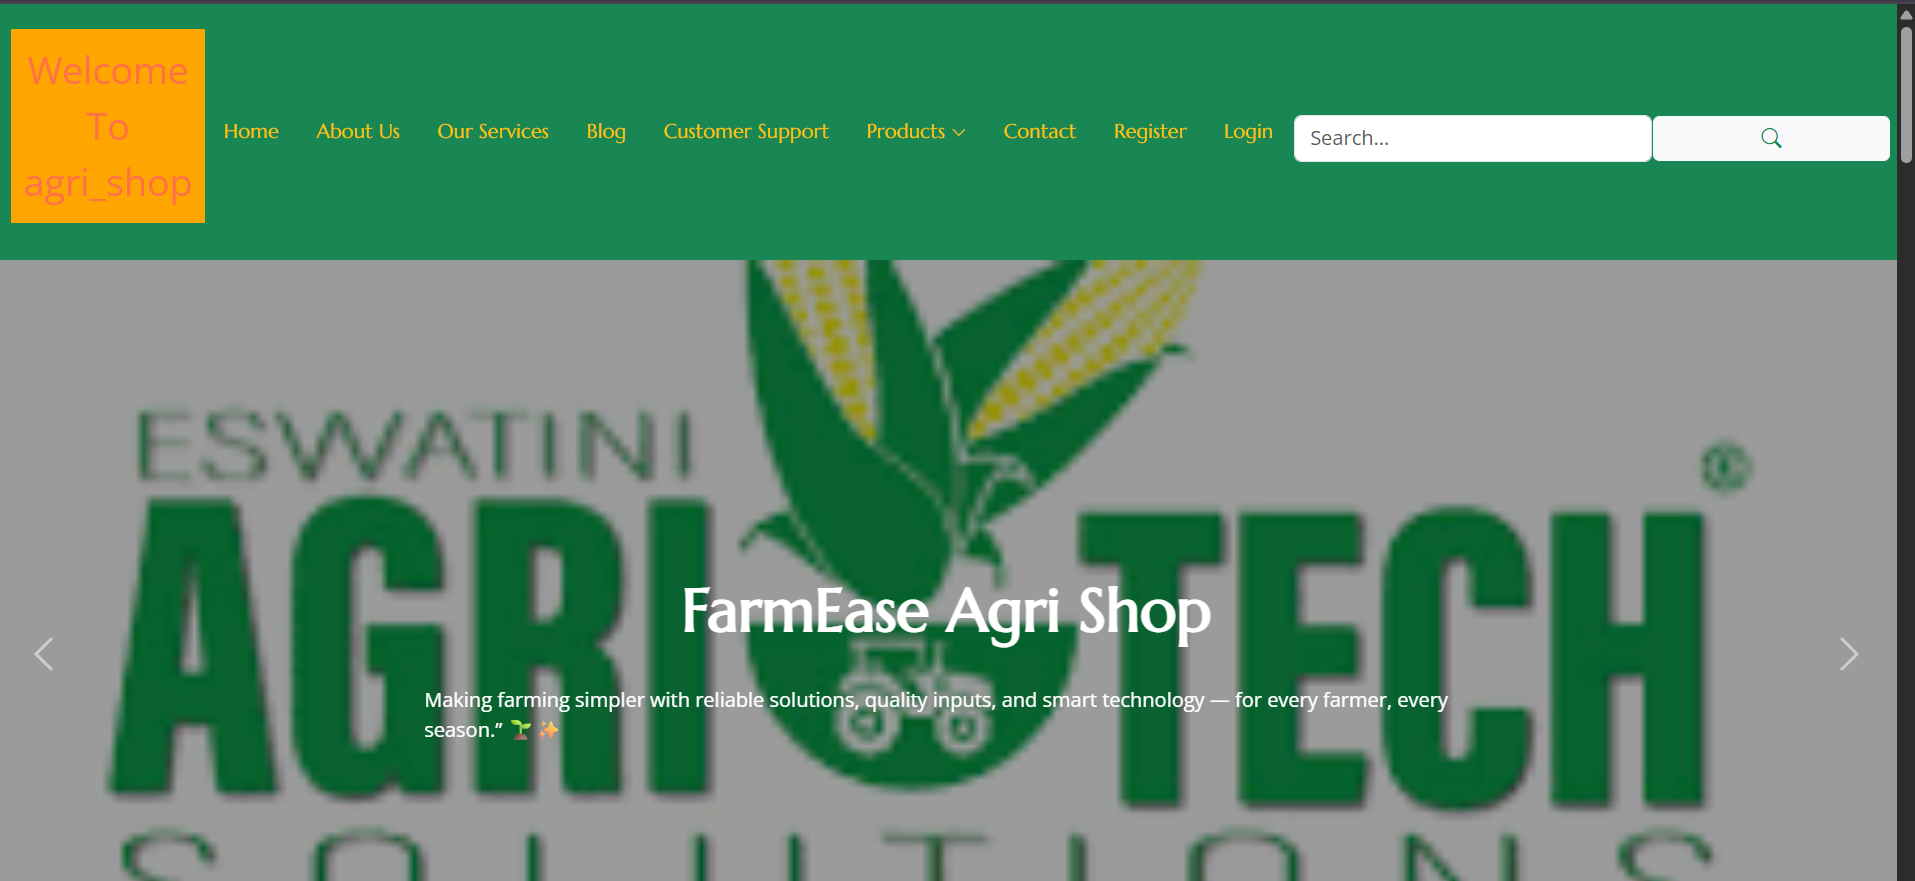 Welcome
To
agri_shop
Home About Us Our Services Blog Customer Support Products Contact Register Login Search...
ESWATINI
AGRI TECH
©
FarmEase Agri Shop
Making farming simpler with reliable solutions, quality inputs, and smart technology — for every farmer, every
season.” 🌱 ✨
SOLUTIONS